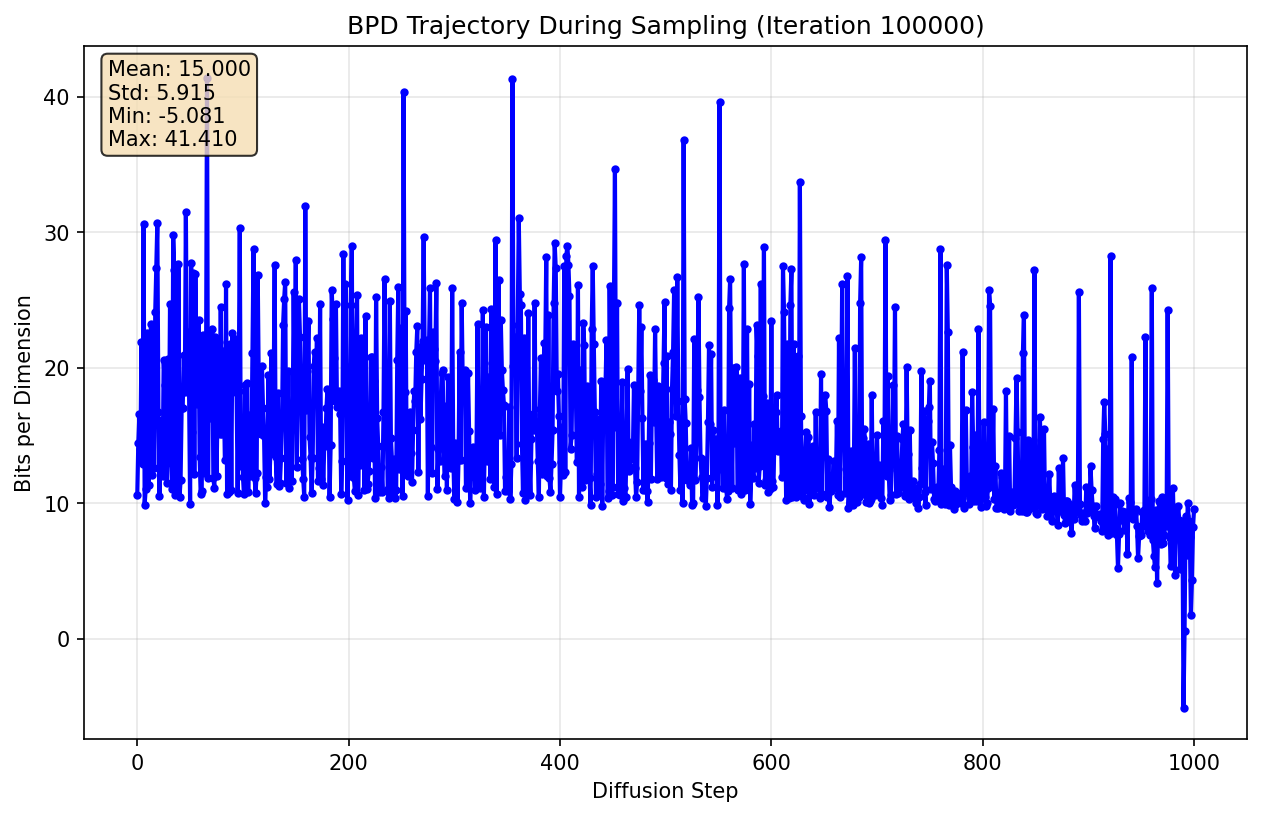 BPD Trajectory During Sampling (Iteration 100000)
Mean: 15.000
Std: 5.915
Min: -5.081
Max: 41.410
40
30
20
10
0
Bits per Dimension
0 200 400 600 800 1000
Diffusion Step